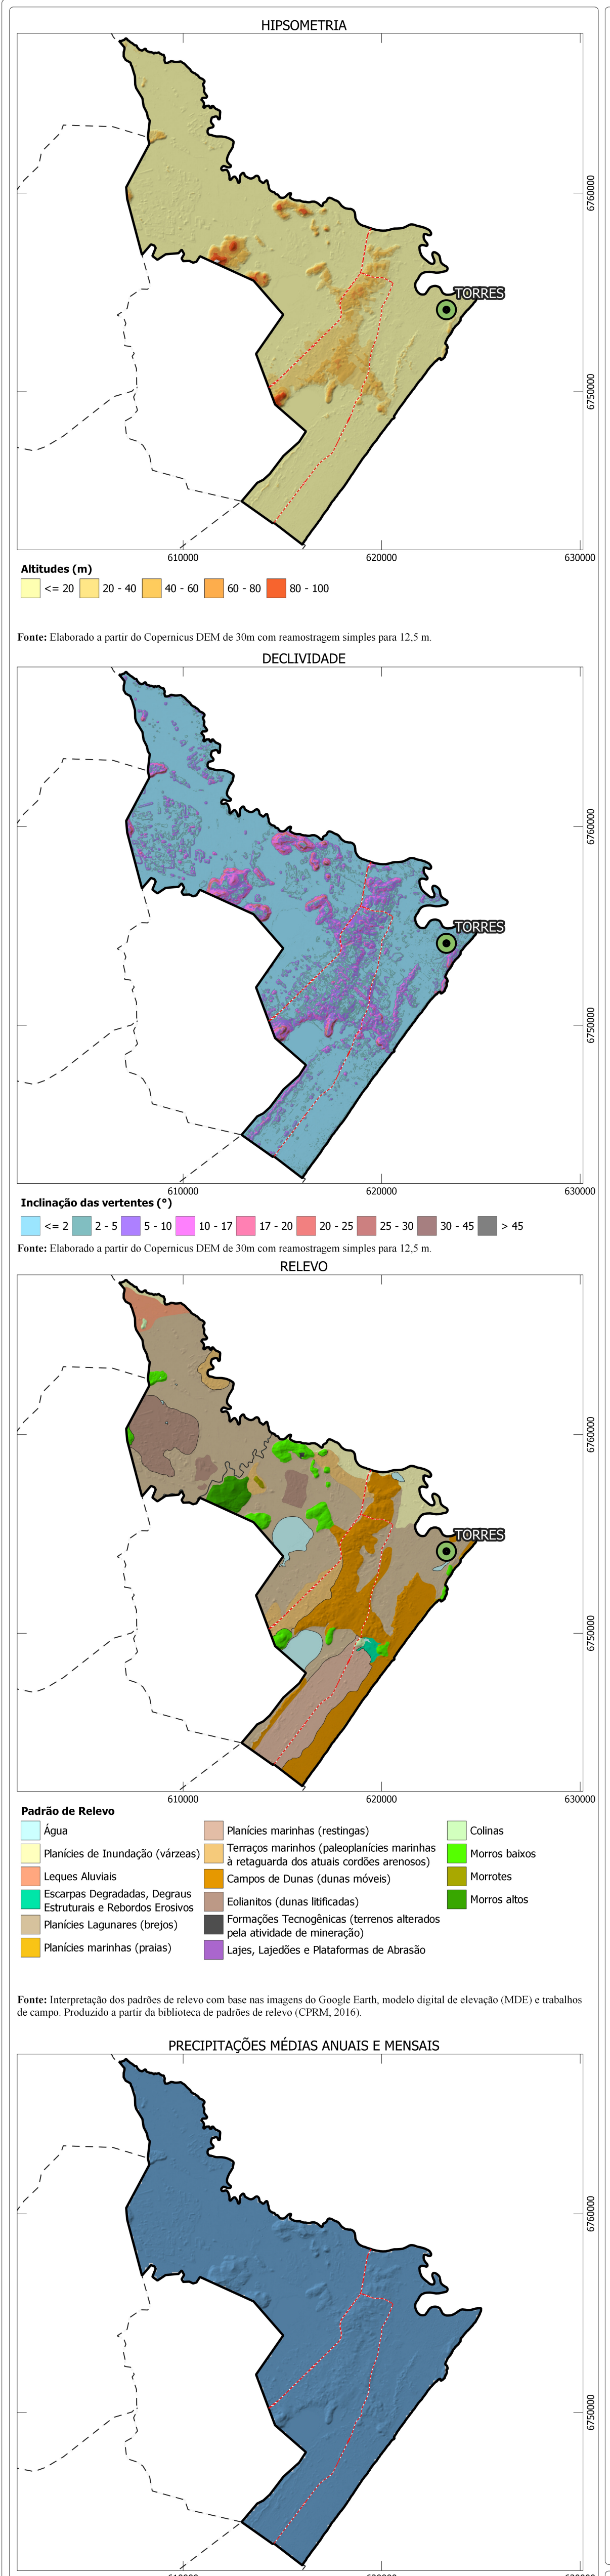 HIPSOMETRIA
6760000
TORRES
6750000
610000 620000 630000
Altitudes (m)
<= 20 20 - 40 40 - 60 60 - 80 80 - 100
Fonte: Elaborado a partir do Copernicus DEM de 30m com reamostragem simples para 12,5 m.
DECLIVIDADE
6760000
TORRES
6750000
610000 620000 630000
Inclinação das vertentes (°)
<= 2 2 - 5 5 - 10 10 - 17 17 - 20 20 - 25 25 - 30 30 - 45 > 45
Fonte: Elaborado a partir do Copernicus DEM de 30m com reamostragem simples para 12,5 m.
RELEVO
6760000
TORRES
6750000
610000 620000 630000
Padrão de Relevo
Água
Planícies de Inundação (várzeas)
Leques Aluviais
Escarpas Degradadas, Degraus
Estruturais e Rebordos Erosivos
Planícies Lagunares (brejos)
Planícies marinhas (praias)
Planícies marinhas (restingas)
Terraços marinhos (paleoplanícies marinhas
à retaguarda dos atuais cordões arenosos)
Campos de Dunas (dunas móveis)
Eolianitos (dunas litificadas)
Formações Tecnogênicas (terrenos alterados
pela atividade de mineração)
Lajes, Lajedões e Plataformas de Abrasão
Colinas
Morros baixos
Morrotes
Morros altos
Fonte: Interpretação dos padrões de relevo com base nas imagens do Google Earth, modelo digital de elevação (MDE) e trabalhos
de campo. Produzido a partir da biblioteca de padrões de relevo (CPRM, 2016).
PRECIPITAÇÕES MÉDIAS ANUAIS E MENSAIS
6760000
6750000